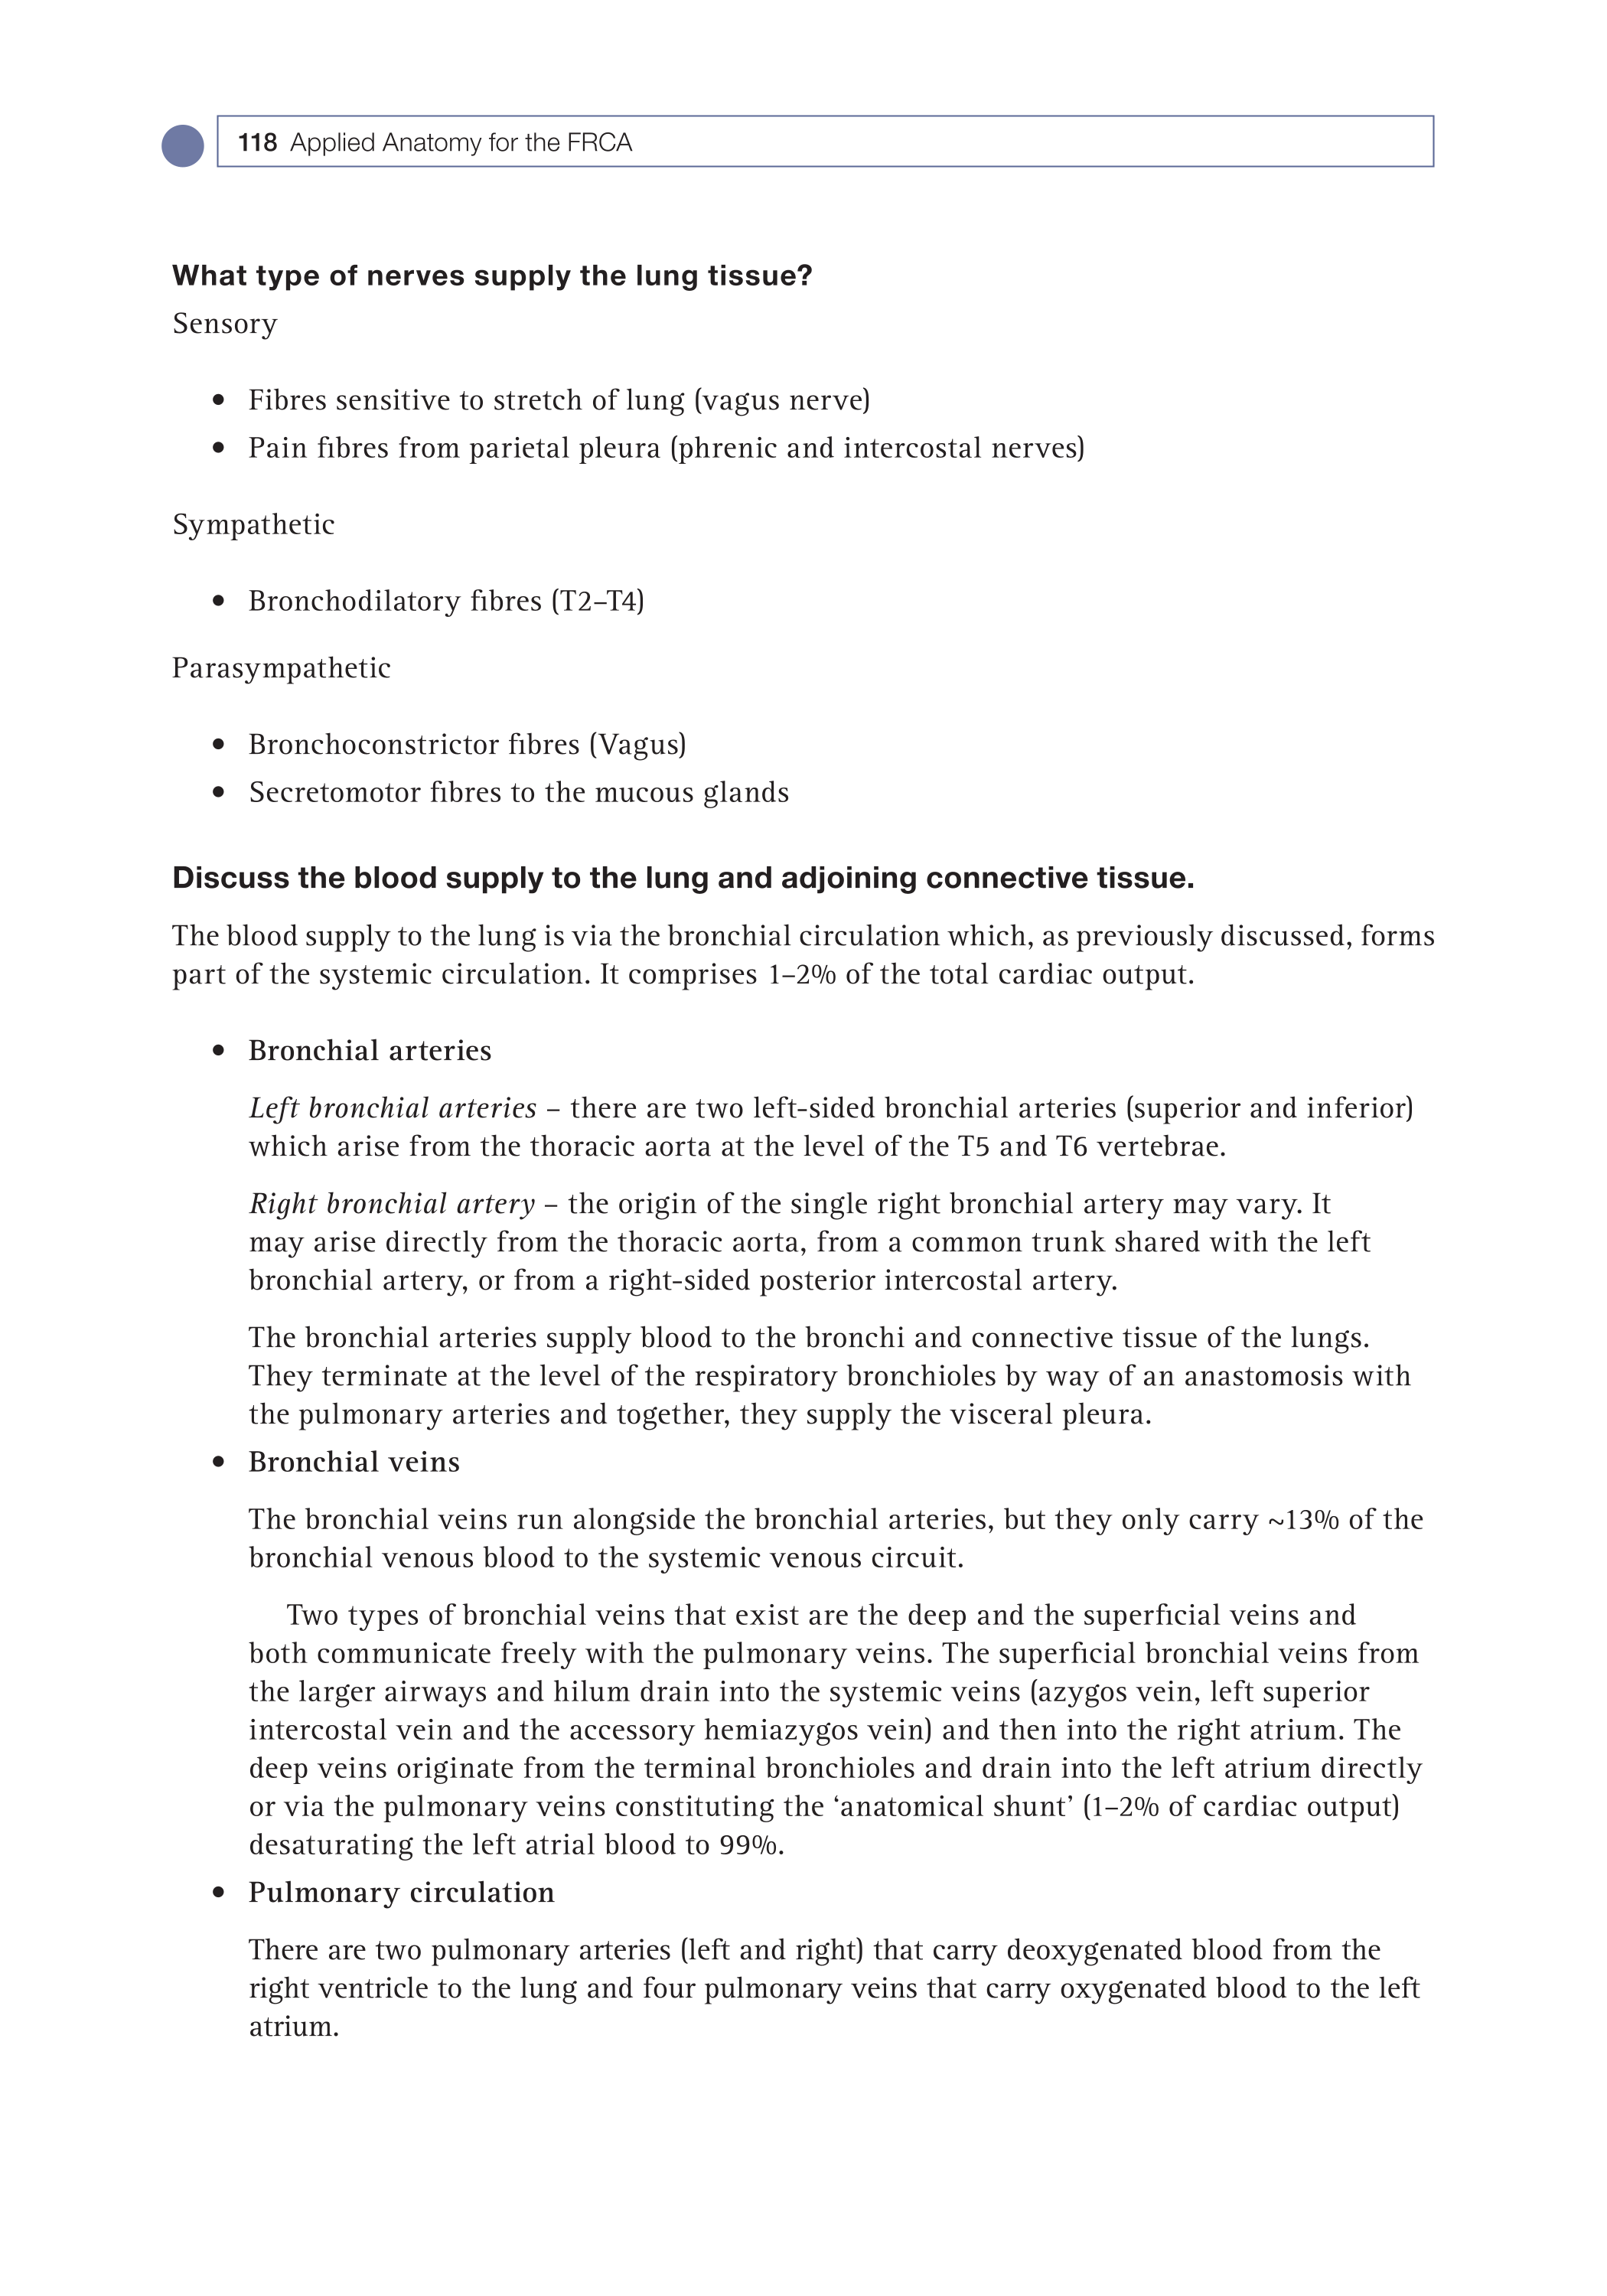 118 Applied Anatomy for the FRCA
What type of nerves supply the lung tissue?
Sensory
• Fibres sensitive to stretch of lung (vagus nerve)
• Pain fibres from parietal pleura (phrenic and intercostal nerves)
Sympathetic
• Bronchodilatory fibres (T2–T4)
Parasympathetic
• Bronchoconstrictor fibres (Vagus)
• Secretomotor fibres to the mucous glands
Discuss the blood supply to the lung and adjoining connective tissue.
The blood supply to the lung is via the bronchial circulation which, as previously discussed, forms
part of the systemic circulation. It comprises 1–2% of the total cardiac output.
• Bronchial arteries
Left bronchial arteries – there are two left-sided bronchial arteries (superior and inferior)
which arise from the thoracic aorta at the level of the T5 and T6 vertebrae.
Right bronchial artery – the origin of the single right bronchial artery may vary. It
may arise directly from the thoracic aorta, from a common trunk shared with the left
bronchial artery, or from a right-sided posterior intercostal artery.
The bronchial arteries supply blood to the bronchi and connective tissue of the lungs.
They terminate at the level of the respiratory bronchioles by way of an anastomosis with
the pulmonary arteries and together, they supply the visceral pleura.
• Bronchial veins
The bronchial veins run alongside the bronchial arteries, but they only carry ~13% of the
bronchial venous blood to the systemic venous circuit.
Two types of bronchial veins that exist are the deep and the superficial veins and
both communicate freely with the pulmonary veins. The superficial bronchial veins from
the larger airways and hilum drain into the systemic veins (azygos vein, left superior
intercostal vein and the accessory hemiazygos vein) and then into the right atrium. The
deep veins originate from the terminal bronchioles and drain into the left atrium directly
or via the pulmonary veins constituting the ‘anatomical shunt’ (1–2% of cardiac output)
desaturating the left atrial blood to 99%.
• Pulmonary circulation
There are two pulmonary arteries (left and right) that carry deoxygenated blood from the
right ventricle to the lung and four pulmonary veins that carry oxygenated blood to the left
atrium.